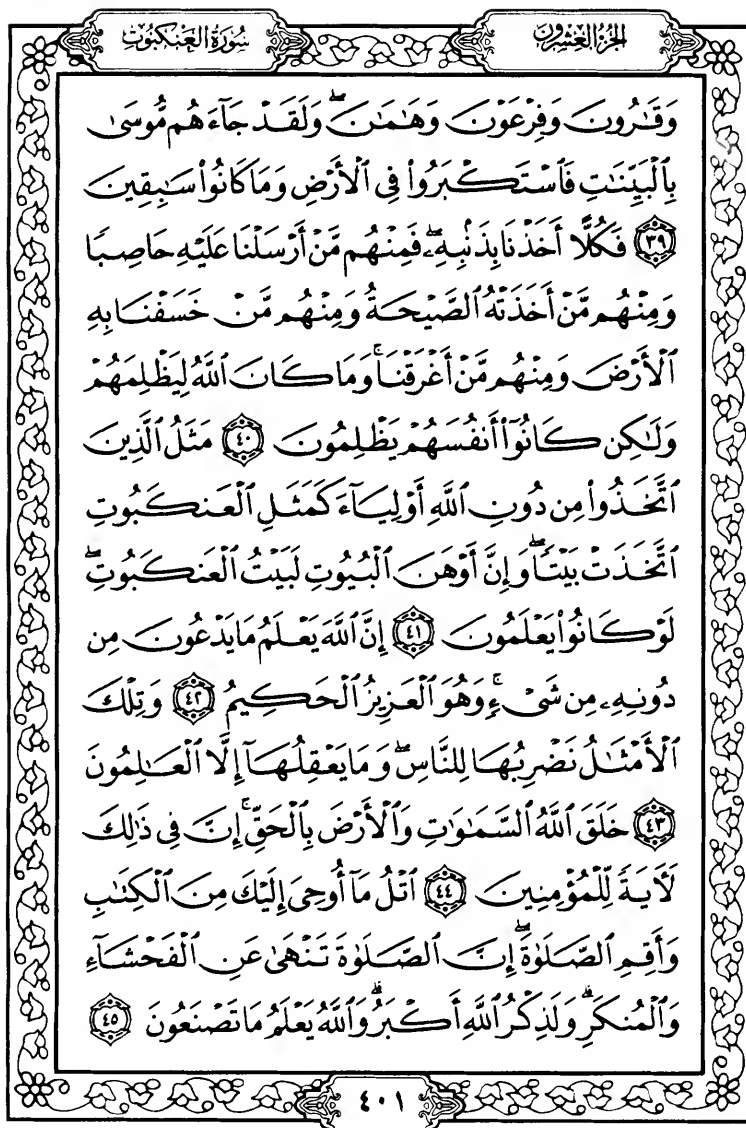 الجزء العشرون
سورة العنكبوت
وَقَٰرُونَ وَفِرْعَوْنَ وَهَٰمَٰنَۖ وَلَقَدْ جَآءَهُم مُّوسَىٰ
بِٱلْبَيِّنَٰتِ فَٱسْتَكْبَرُوا۟ فِى ٱلْأَرْضِ وَمَا كَانُوا۟ سَٰبِقِينَ
٣٩ فَكُلًّا أَخَذْنَا بِذَنۢبِهِۦۖ فَمِنْهُم مَّنْ أَرْسَلْنَا عَلَيْهِ حَاصِبًا
وَمِنْهُم مَّنْ أَخَذَتْهُ ٱلصَّيْحَةُ وَمِنْهُم مَّنْ خَسَفْنَا بِهِ
ٱلْأَرْضَ وَمِنْهُم مَّنْ أَغْرَقْنَاۚ وَمَا كَانَ ٱللَّهُ لِيَظْلِمَهُمْ
وَلَٰكِن كَانُوٓا۟ أَنفُسَهُمْ يَظْلِمُونَ ٤٠ مَثَلُ ٱلَّذِينَ
ٱتَّخَذُوا۟ مِن دُونِ ٱللَّهِ أَوْلِيَآءَ كَمَثَلِ ٱلْعَنكَبُوتِ
ٱتَّخَذَتْ بَيْتًاۖ وَإِنَّ أَوْهَنَ ٱلْبُيُوتِ لَبَيْتُ ٱلْعَنكَبُوتِۖ
لَوْ كَانُوا۟ يَعْلَمُونَ ٤١ إِنَّ ٱللَّهَ يَعْلَمُ مَا يَدْعُونَ مِن
دُونِهِۦ مِن شَىْءٍۚ وَهُوَ ٱلْعَزِيزُ ٱلْحَكِيمُ ٤٢ وَتِلْكَ
ٱلْأَمْثَٰلُ نَضْرِبُهَا لِلنَّاسِۖ وَمَا يَعْقِلُهَآ إِلَّا ٱلْعَٰلِمُونَ
٤٣ خَلَقَ ٱللَّهُ ٱلسَّمَٰوَٰتِ وَٱلْأَرْضَ بِٱلْحَقِّۚ إِنَّ فِى ذَٰلِكَ
لَءَايَةً لِّلْمُؤْمِنِينَ ٤٤ ٱتْلُ مَآ أُوحِىَ إِلَيْكَ مِنَ ٱلْكِتَٰبِ
وَأَقِمِ ٱلصَّلَوٰةَۖ إِنَّ ٱلصَّلَوٰةَ تَنْهَىٰ عَنِ ٱلْفَحْشَآءِ
وَٱلْمُنكَرِۗ وَلَذِكْرُ ٱللَّهِ أَكْبَرُۗ وَٱللَّهُ يَعْلَمُ مَا تَصْنَعُونَ ٤٥
٤٠١